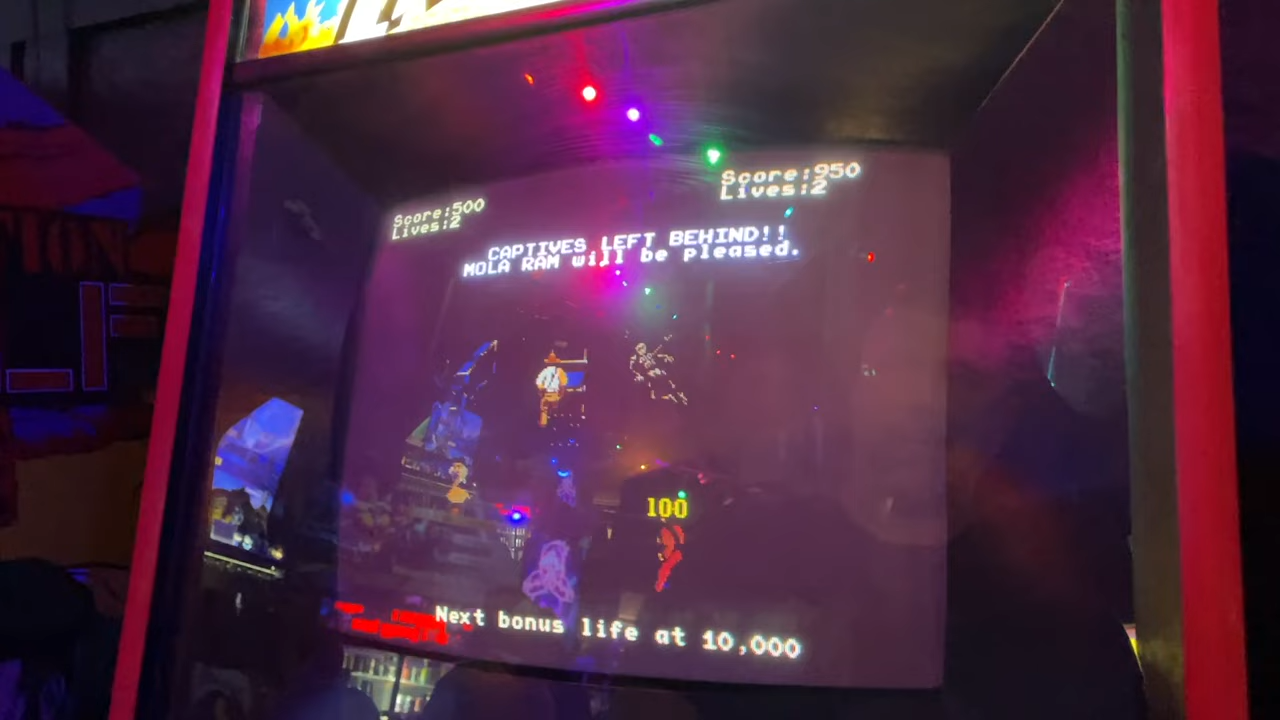 Score:500
Lives:2
Score:950
Lives:2
CAPTIVES LEFT BEHIND!!
MOLA RAM will be pleased.
100
Next bonus life at 10,000